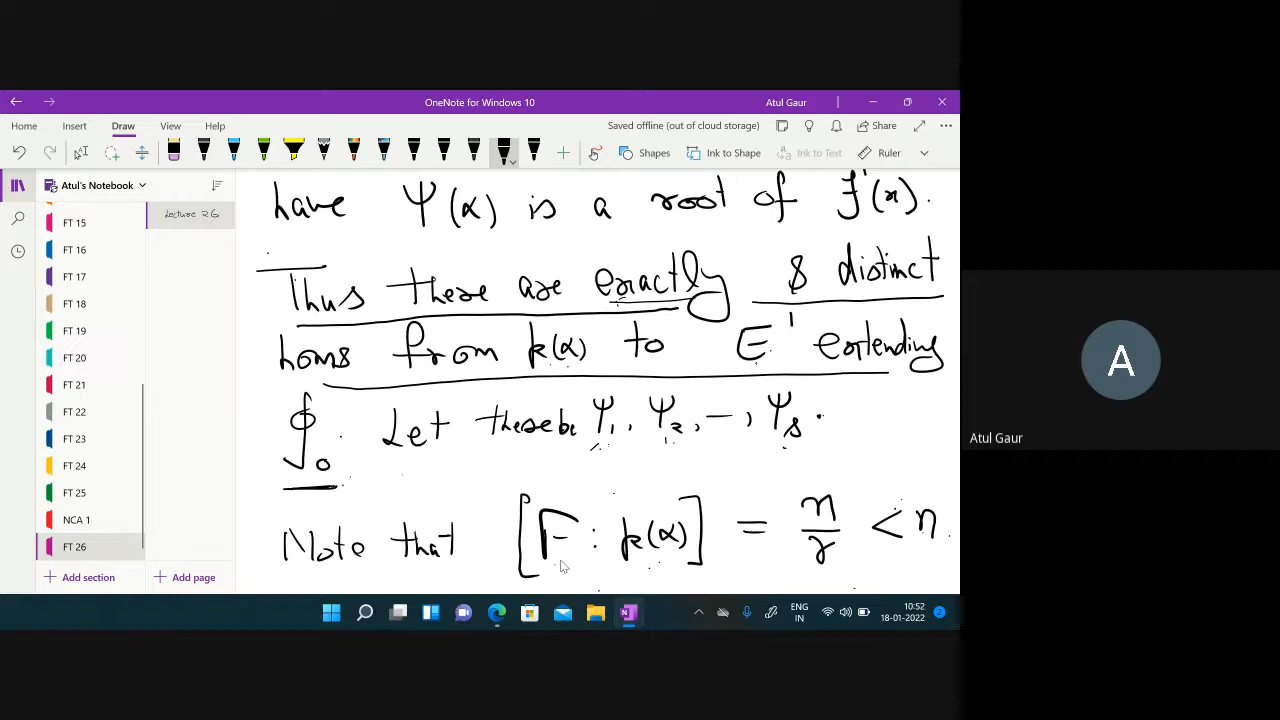 OneNote for Windows 10
Atul Gaur
Home Insert Draw View Help
Saved offline (out of cloud storage)
Share
Shapes
Ink to Shape
Ink to Text
Ruler
Atul's Notebook
Lecture 26
FT 15
FT 16
FT 17
FT 18
FT 19
FT 20
FT 21
FT 22
FT 23
FT 24
FT 25
NCA 1
FT 26
Add section
Add page
have ψ(α) is a root of f'(x).
Thus there are exactly s distinct
homs from k(α) to E' extending
ϕ₀. Let these be ψ₁, ψ₂, –, ψₛ.
Note that [F : k(α)] = n/r < n.
ENG
IN
10:52
18-01-2022
2
A
Atul Gaur